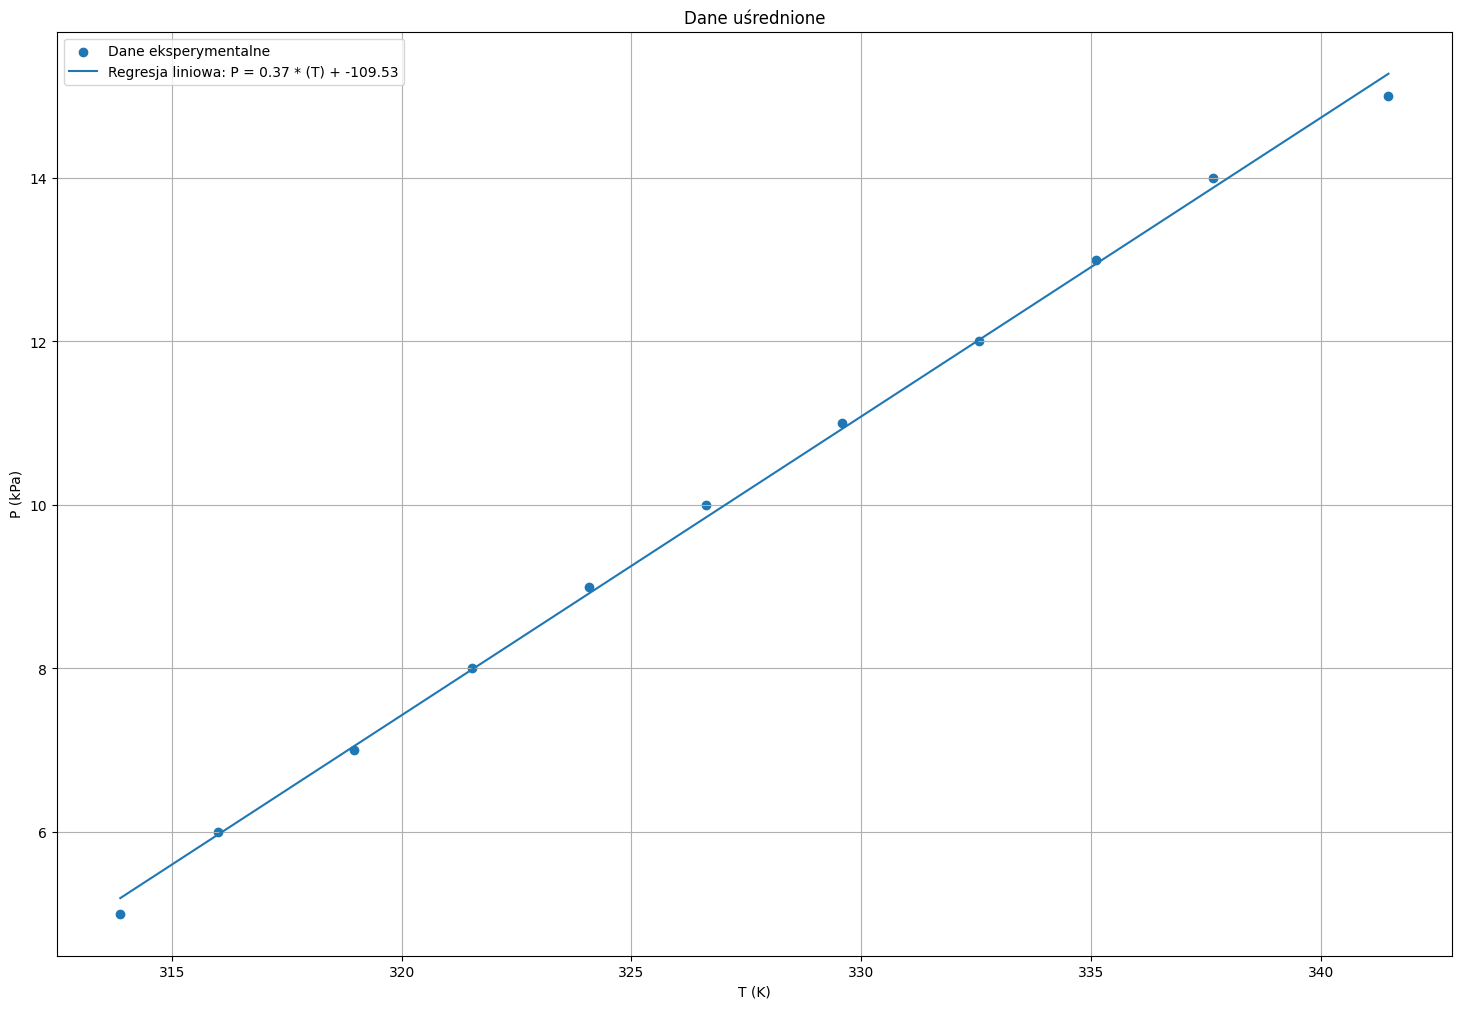 Dane uśrednione
Dane eksperymentalne
Regresja liniowa: P = 0.37 * (T) + -109.53
P (kPa)
14
12
10
8
6
315 320 325 330 335 340
T (K)